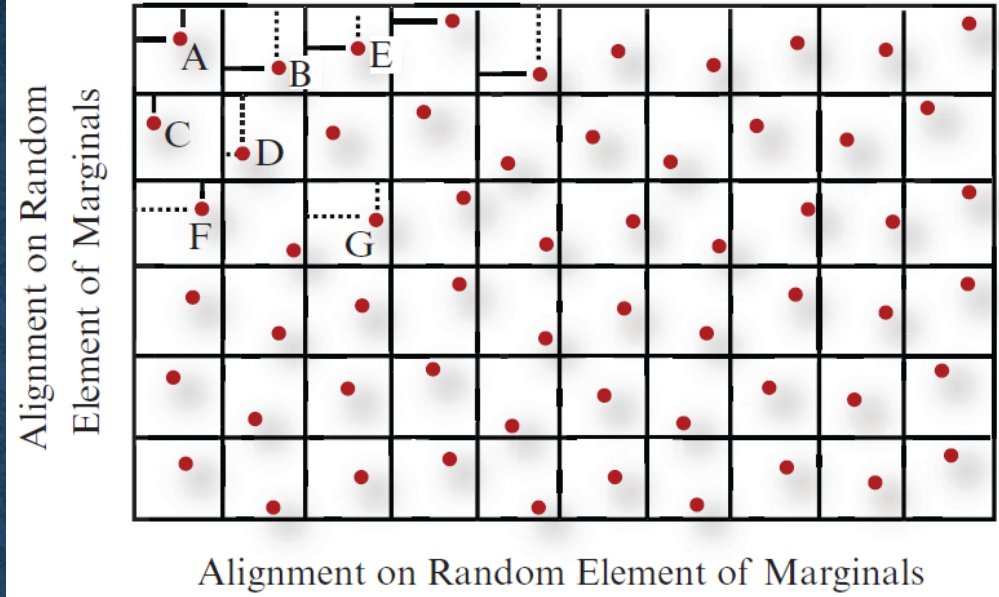 Alignment on Random
Element of Marginals
A
B
E
C
D
F
G
Alignment on Random Element of Marginals